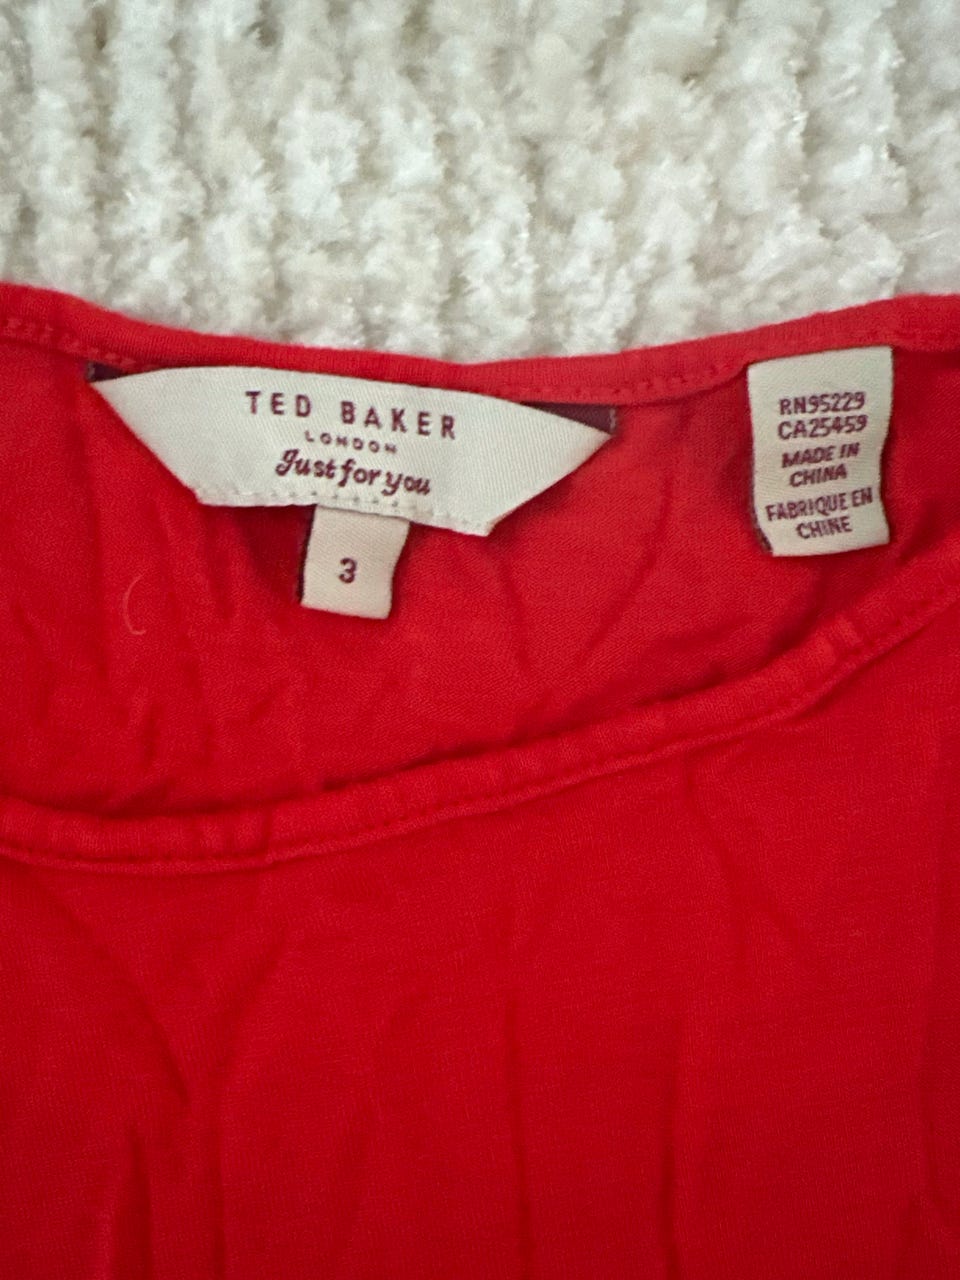 TED BAKER
LONDON
Just for you
3
RN95229
CA25459
MADE IN
CHINA
FABRIQUE EN
CHINE